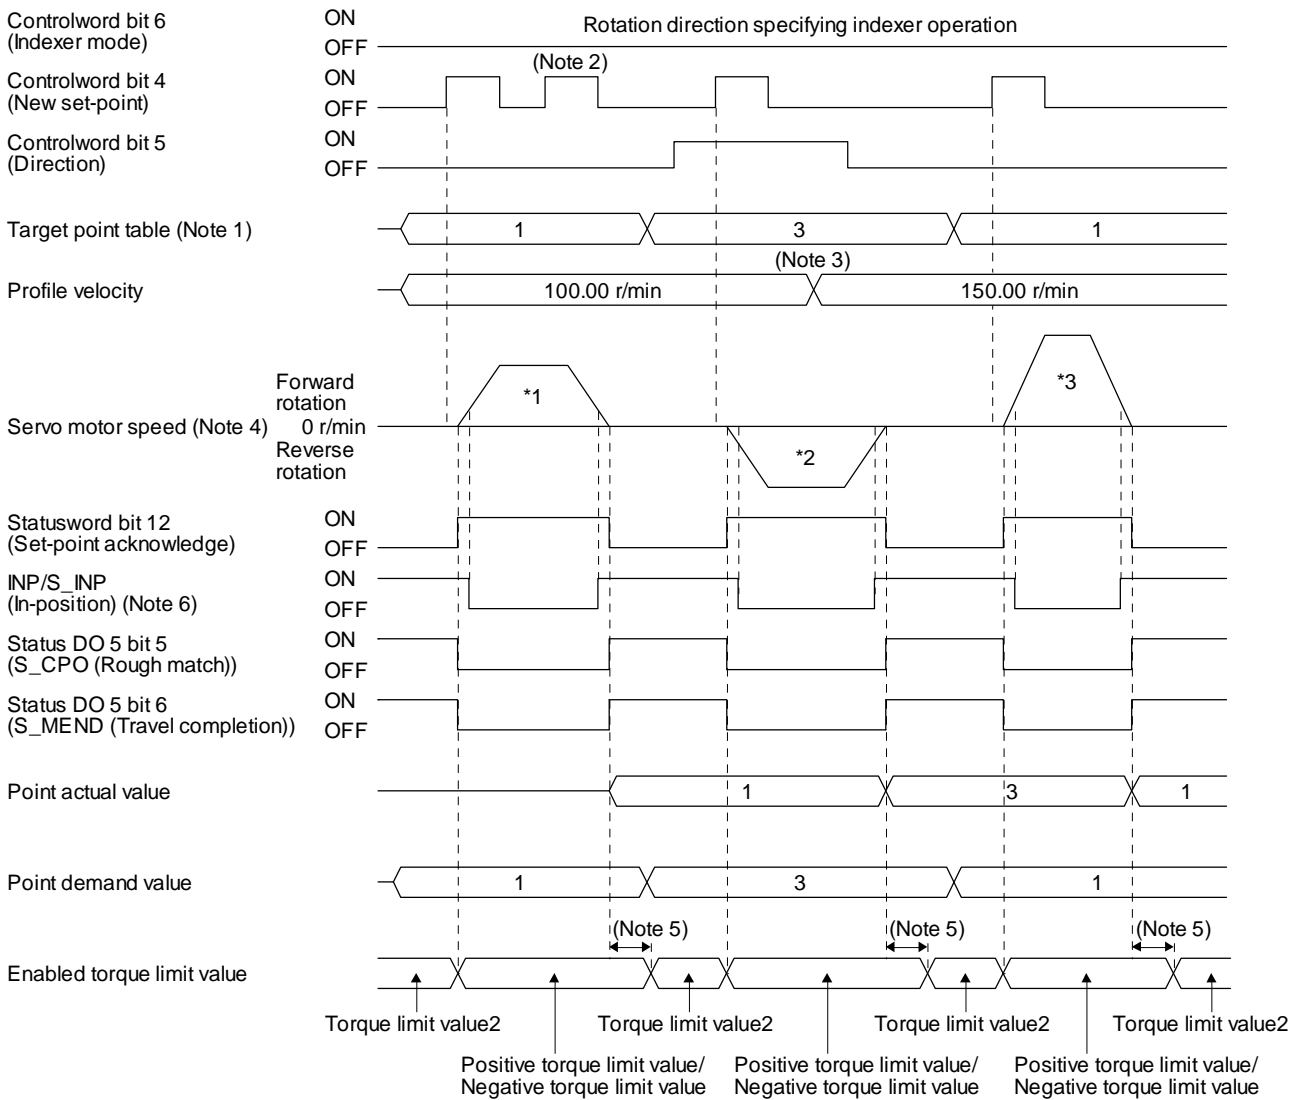 Controlword bit 6
(Indexer mode)
ON
OFF
Rotation direction specifying indexer operation
Controlword bit 4
(New set-point)
ON
OFF
(Note 2)
Controlword bit 5
(Direction)
ON
OFF
Target point table (Note 1)
1
3
1
Profile velocity
100.00 r/min
(Note 3)
150.00 r/min
Servo motor speed (Note 4)
Forward
rotation
0 r/min
Reverse
rotation
*1
*2
*3
Statusword bit 12
(Set-point acknowledge)
ON
OFF
INP/S_INP
(In-position) (Note 6)
ON
OFF
Status DO 5 bit 5
(S_CPO (Rough match))
ON
OFF
Status DO 5 bit 6
(S_MEND (Travel completion))
ON
OFF
Point actual value
1
3
1
Point demand value
1
3
1
(Note 5)
(Note 5)
(Note 5)
Enabled torque limit value
Torque limit value2
Torque limit value2
Torque limit value2
Torque limit value2
Positive torque limit value/
Negative torque limit value
Positive torque limit value/
Negative torque limit value
Positive torque limit value/
Negative torque limit value